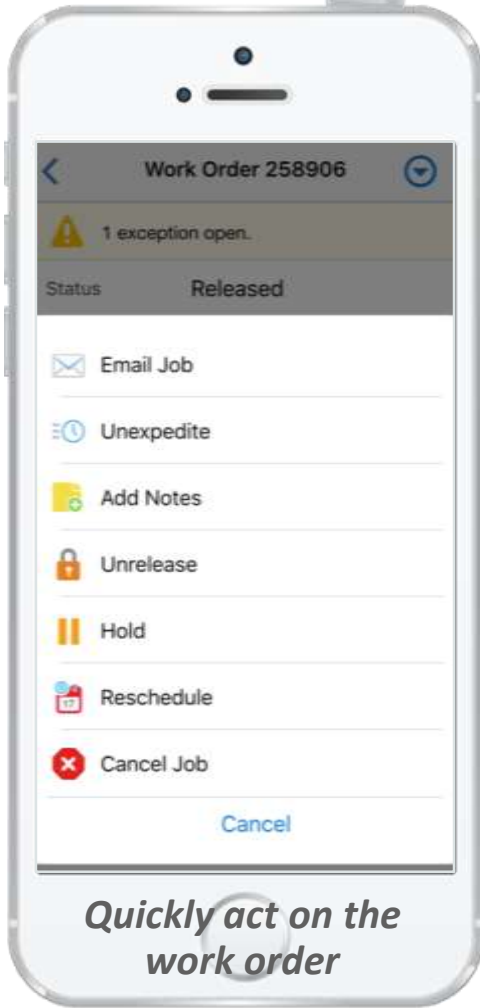 Work Order 258906
1 exception open.
Status Released
Email Job
Unexpedite
Add Notes
Unrelease
Hold
17
Reschedule
Cancel Job
Cancel
Quickly act on the
work order